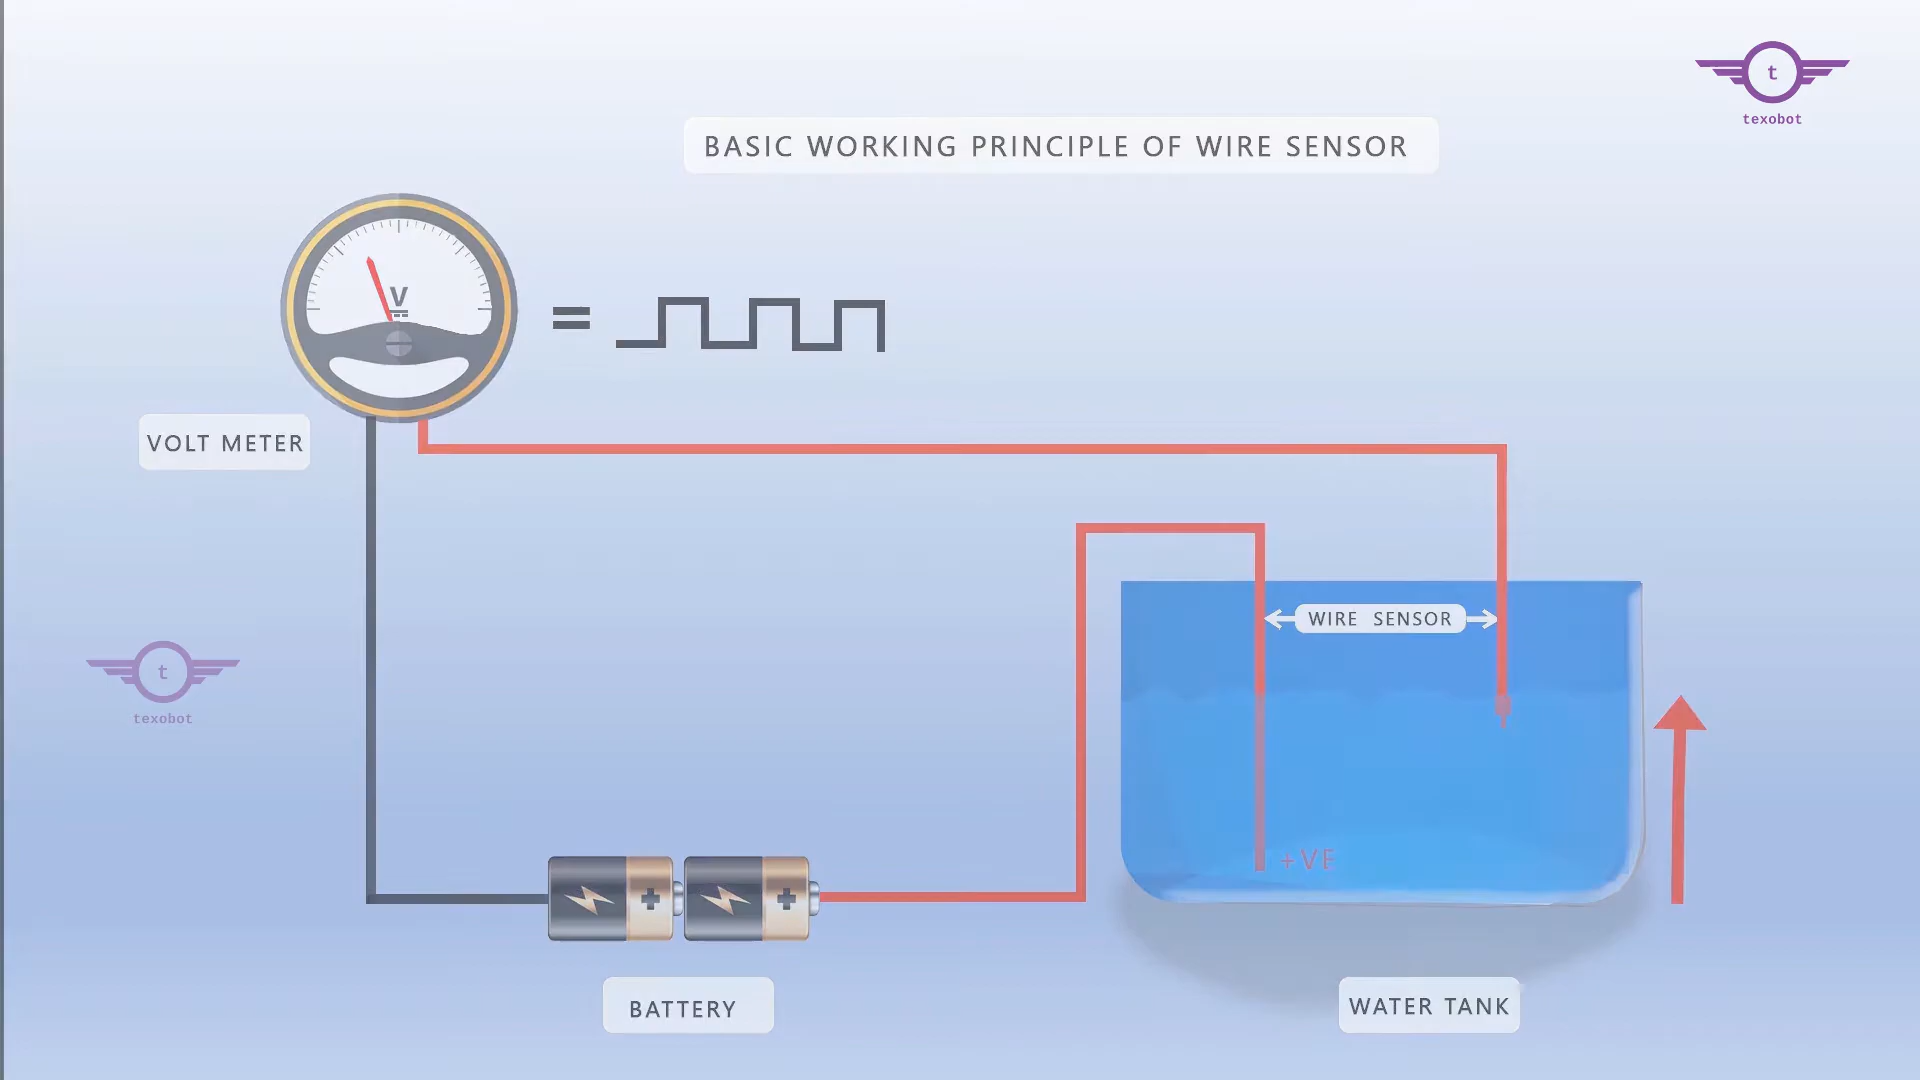 t
texobot
BASIC WORKING PRINCIPLE OF WIRE SENSOR
V
VOLT METER
WIRE SENSOR
t
texobot
+VE
BATTERY
WATER TANK